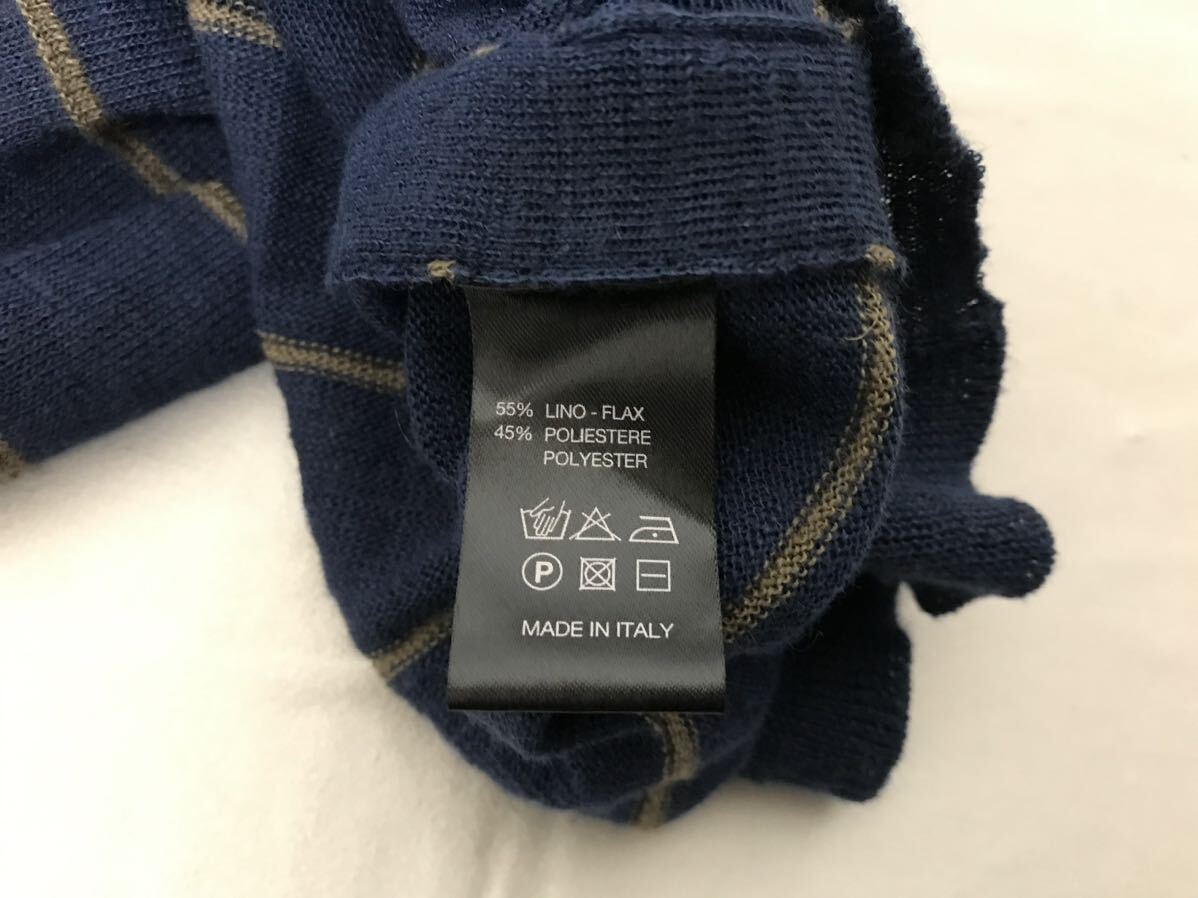 55% LINO - FLAX
45% POLIESTERE
POLYESTER
P
MADE IN ITALY